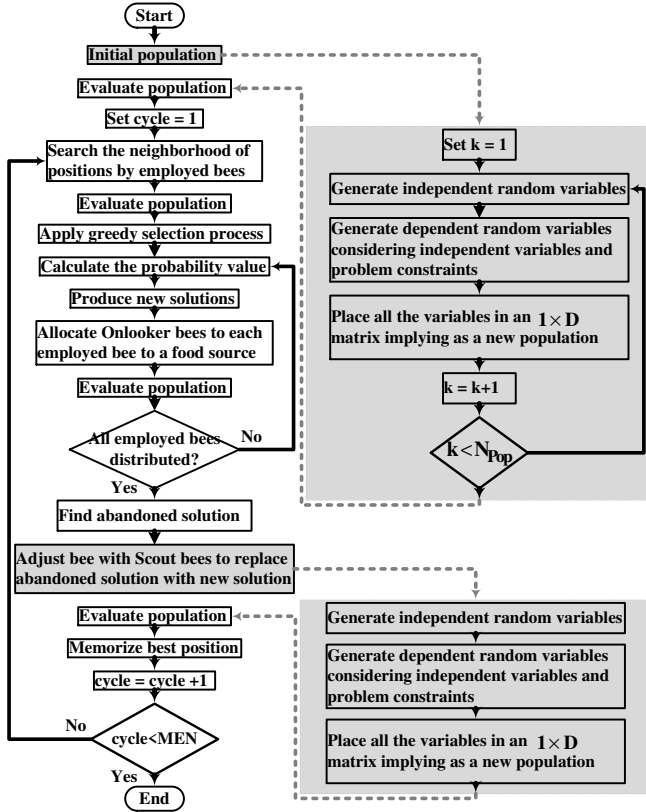 Start
Initial population
Evaluate population
Set cycle = 1
Search the neighborhood of
positions by employed bees
Evaluate population
Apply greedy selection process
Calculate the probability value
Produce new solutions
Allocate Onlooker bees to each
employed bee to a food source
Evaluate population
All employed bees
distributed?
No
Yes
Find abandoned solution
Adjust bee with Scout bees to replace
abandoned solution with new solution
Evaluate population
Memorize best position
cycle = cycle +1
No
cycle<MEN
Yes
End
Set k = 1
Generate independent random variables
Generate dependent random variables
considering independent variables and
problem constraints
Place all the variables in an 1×D
matrix implying as a new population
k = k+1
k<NPop
Generate independent random variables
Generate dependent random variables
considering independent variables and
problem constraints
Place all the variables in an 1×D
matrix implying as a new population